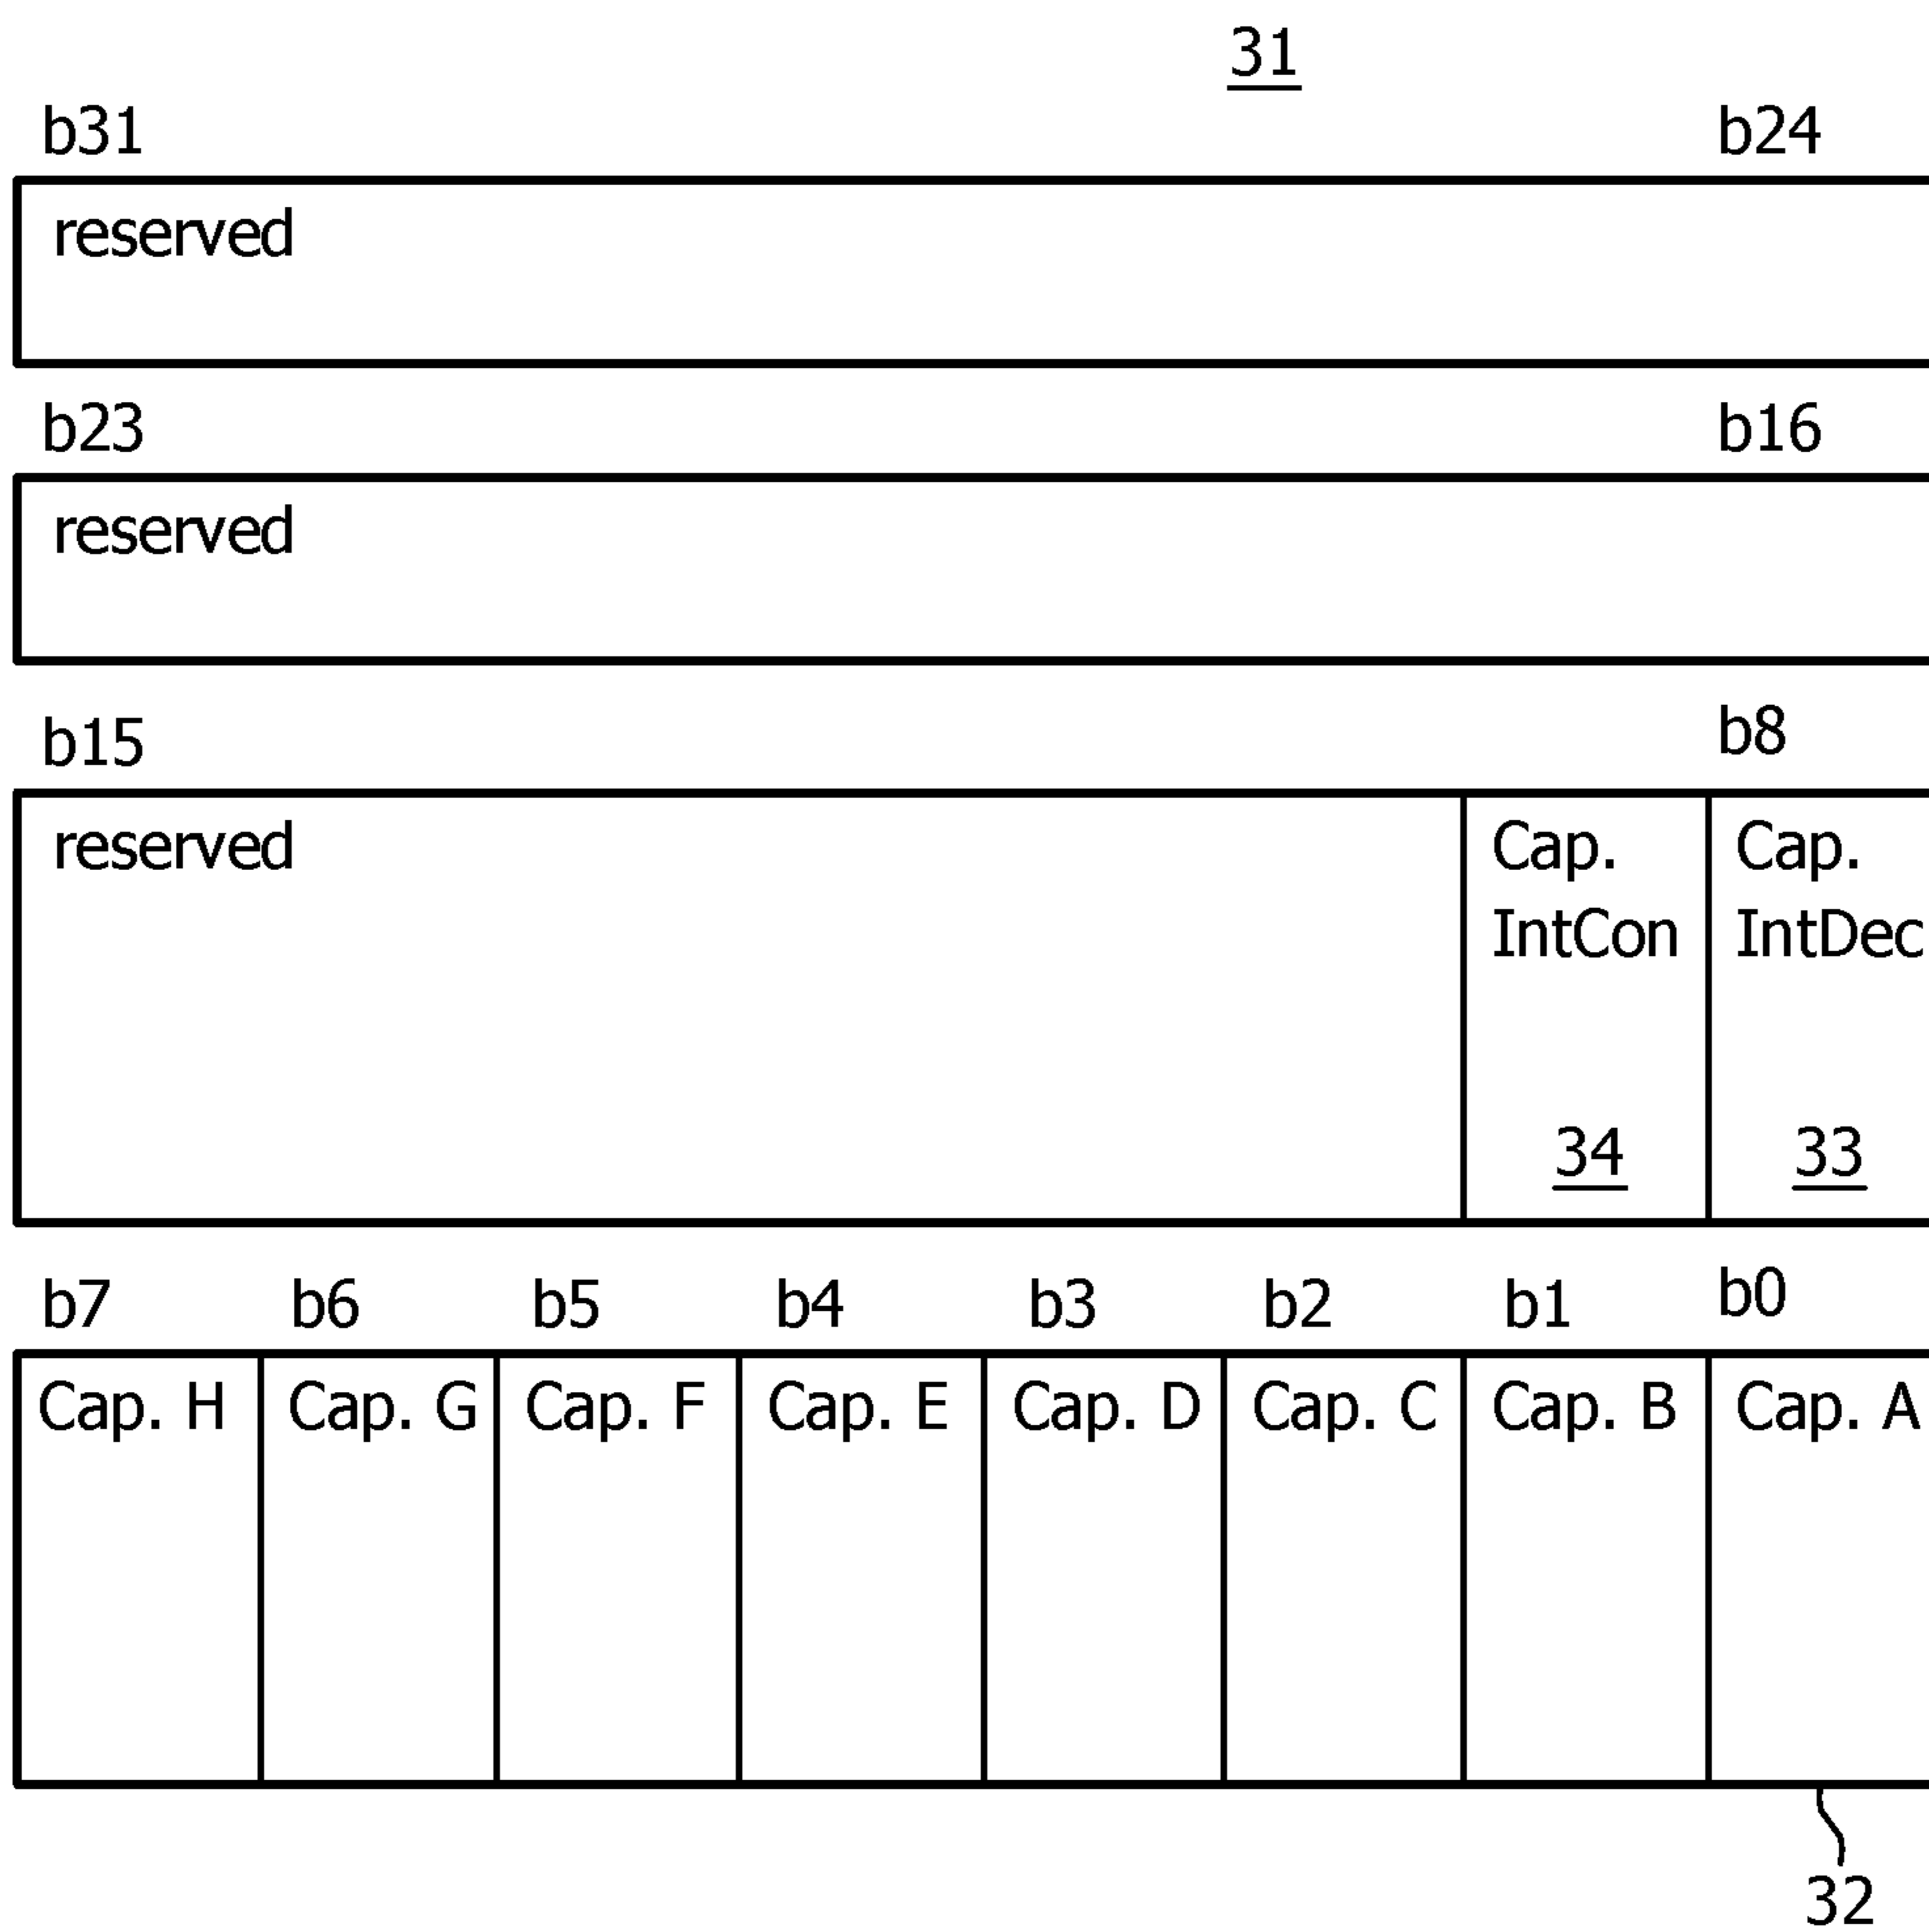 31
b31 b24
reserved
b23 b16
reserved
b15 b8
reserved Cap. Cap.
IntCon IntDec
34 33
b7 b6 b5 b4 b3 b2 b1 b0
Cap. H Cap. G Cap. F Cap. E Cap. D Cap. C Cap. B Cap. A
32